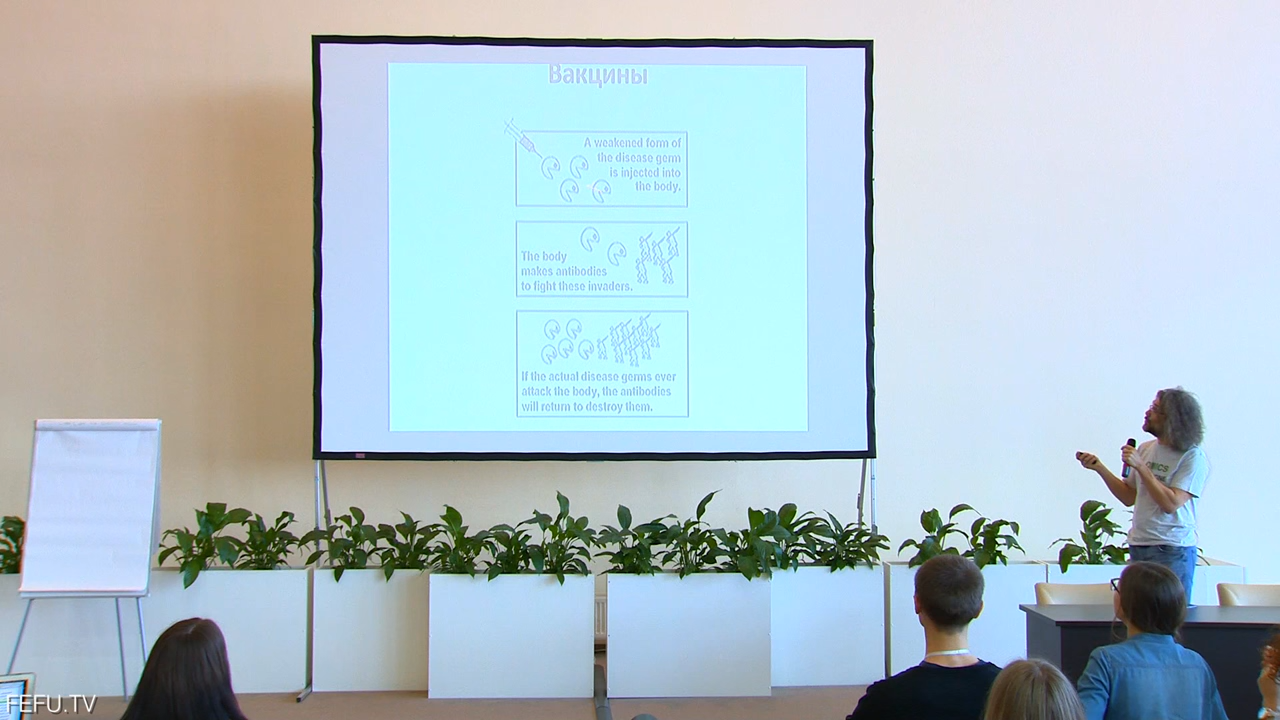 Вакцины
A weakened form of
the disease germ
is injected into
the body.
The body
makes antibodies
to fight these invaders.
If the actual disease germs ever
attack the body, the antibodies
will return to destroy them.
FEFU.TV